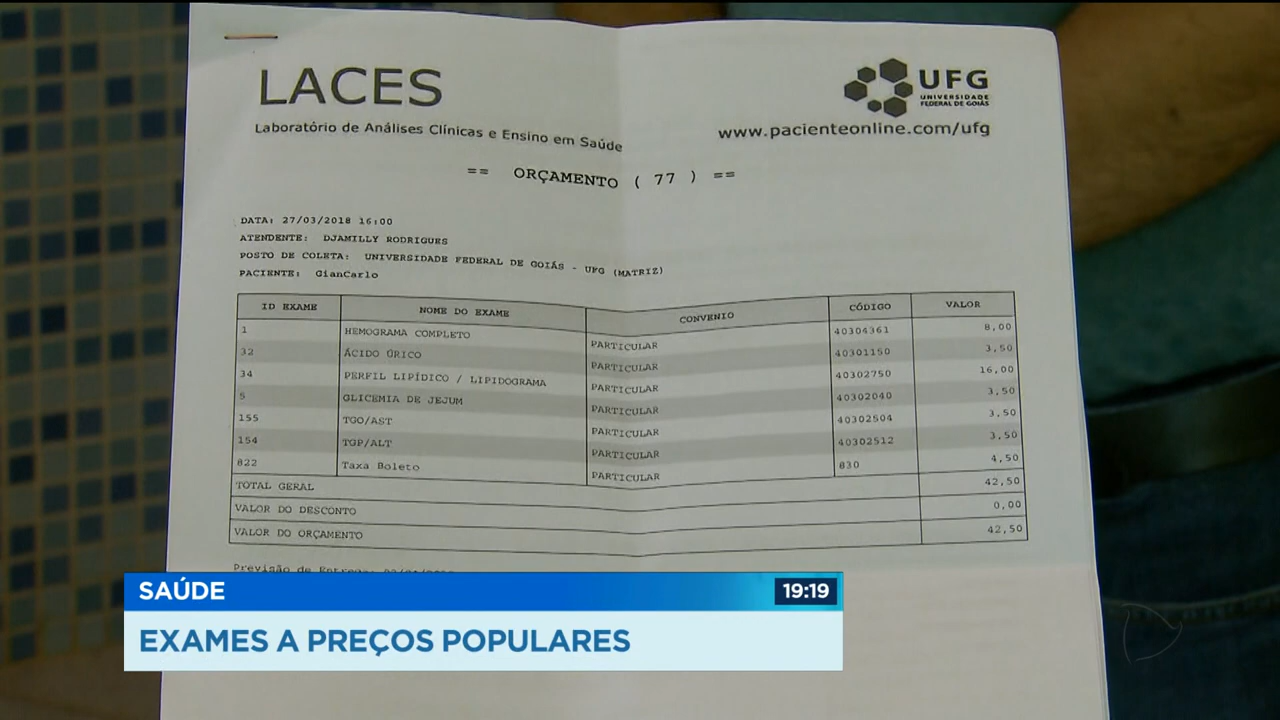 LACES
Laboratório de Análises Clínicas e Ensino em Saúde
UFG
UNIVERSIDADE
FEDERAL DE GOIÁS
www.pacienteonline.com/ufg
== ORÇAMENTO ( 77 ) ==
DATA: 27/03/2018 16:00
ATENDENTE: DJAMILLY RODRIGUES
POSTO DE COLETA: UNIVERSIDADE FEDERAL DE GOIÁS - UFG (MATRIZ)
PACIENTE: GianCarlo
ID EXAME NOME DO EXAME CONVENIO CÓDIGO VALOR
1 HEMOGRAMA COMPLETO PARTICULAR 40304361 8,00
32 ÁCIDO ÚRICO PARTICULAR 40301150 3,50
34 PERFIL LIPÍDICO / LIPIDOGRAMA PARTICULAR 40302750 16,00
5 GLICEMIA DE JEJUM PARTICULAR 40302040 3,50
155 TGO/AST PARTICULAR 40302504 3,50
154 TGP/ALT PARTICULAR 40302512 3,50
822 Taxa Boleto PARTICULAR 830 4,50
TOTAL GERAL 42,50
VALOR DO DESCONTO 0,00
VALOR DO ORÇAMENTO 42,50
Previsão de Entrega:
SAÚDE 19:19
EXAMES A PREÇOS POPULARES